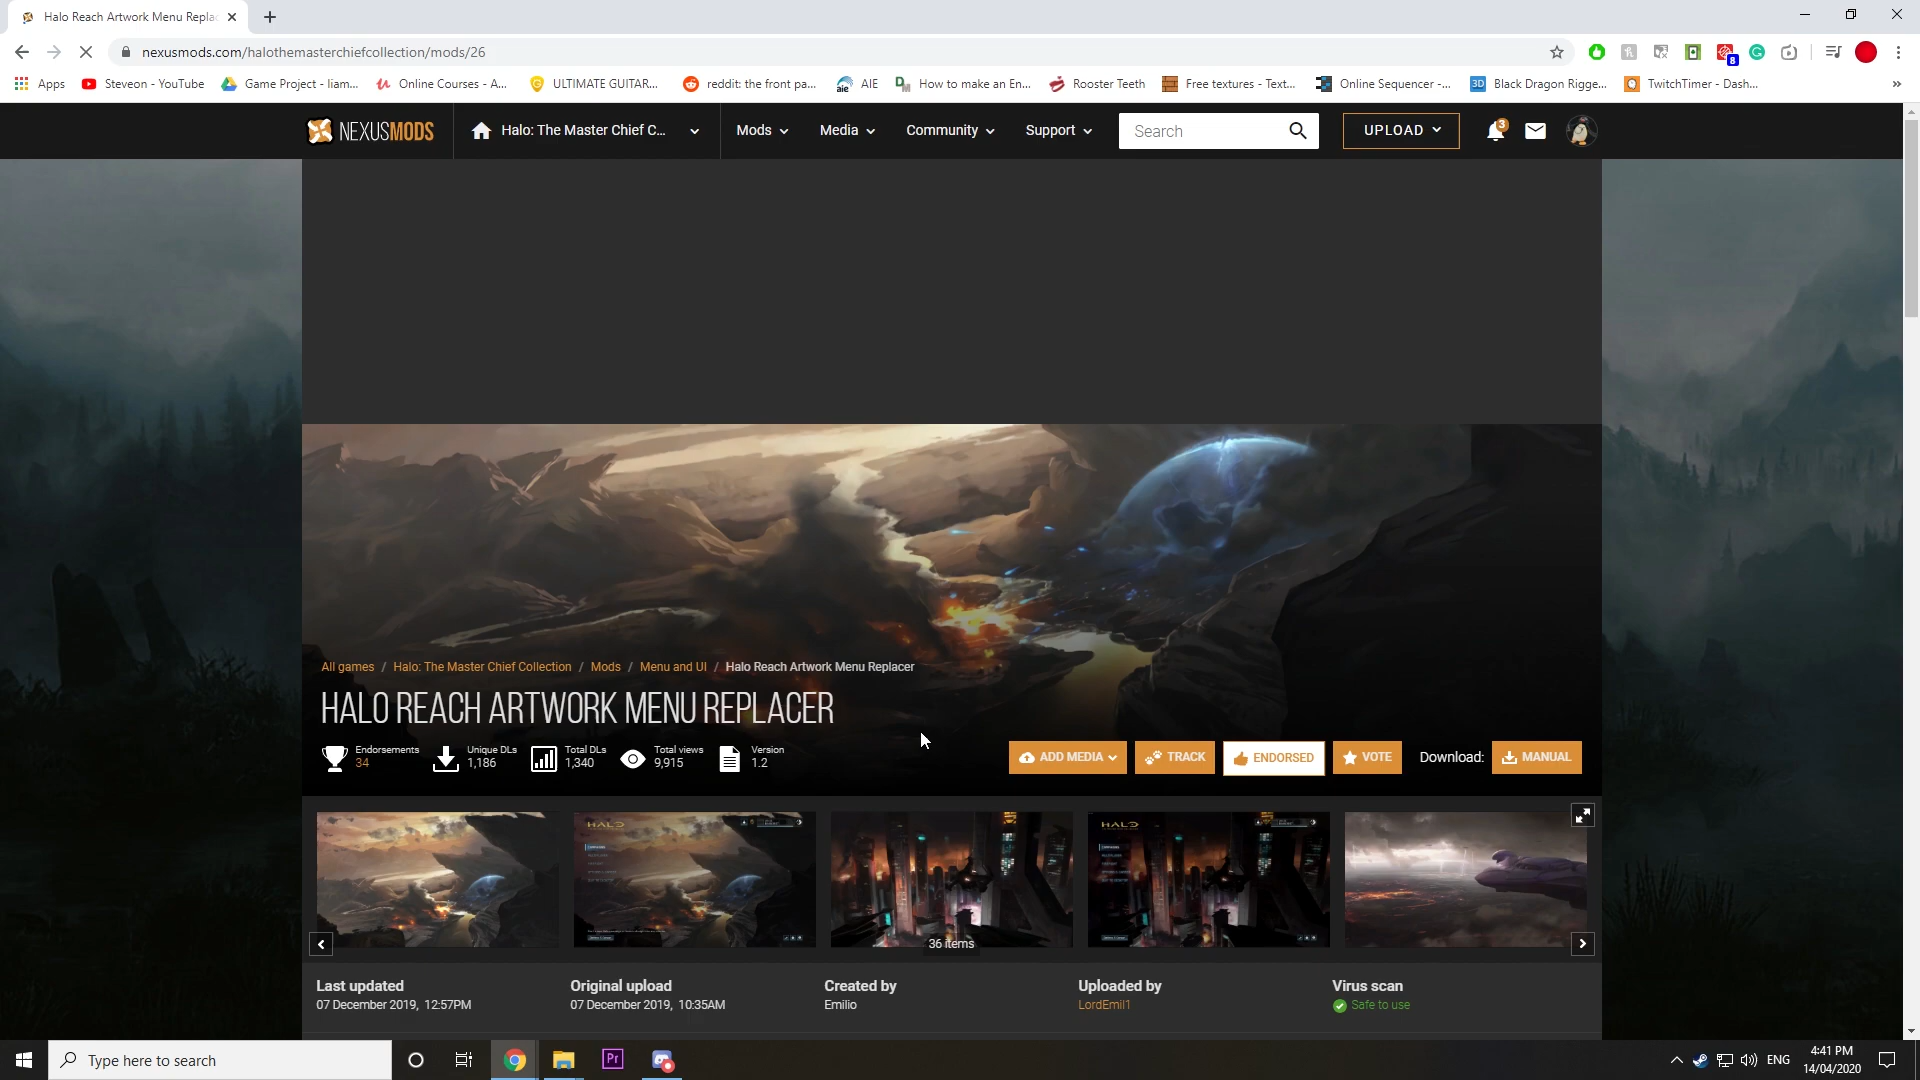 Halo Reach Artwork Menu Repla
nexusmods.com/halothemasterchiefcollection/mods/26
8
Apps
Steveon - YouTube
Game Project - liam...
Online Courses - A...
ULTIMATE GUITAR...
reddit: the front pa...
AIE
How to make an En...
Rooster Teeth
Free textures - Text...
Online Sequencer -...
Black Dragon Rigge...
TwitchTimer - Dash...
NEXUSMODS
Halo: The Master Chief C...
Mods
Media
Community
Support
Search
UPLOAD
3
All games / Halo: The Master Chief Collection / Mods / Menu and UI / Halo Reach Artwork Menu Replacer
HALO REACH ARTWORK MENU REPLACER
Endorsements
34
Unique DLs
1,186
Total DLs
1,340
Total views
9,915
Version
1.2
ADD MEDIA
TRACK
ENDORSED
VOTE
Download:
MANUAL
HALO
HALO
36 items
Last updated
07 December 2019, 12:57PM
Original upload
07 December 2019, 10:35AM
Created by
Emilio
Uploaded by
LordEmil1
Virus scan
Safe to use
Type here to search
Pr
ENG
4:41 PM
14/04/2020